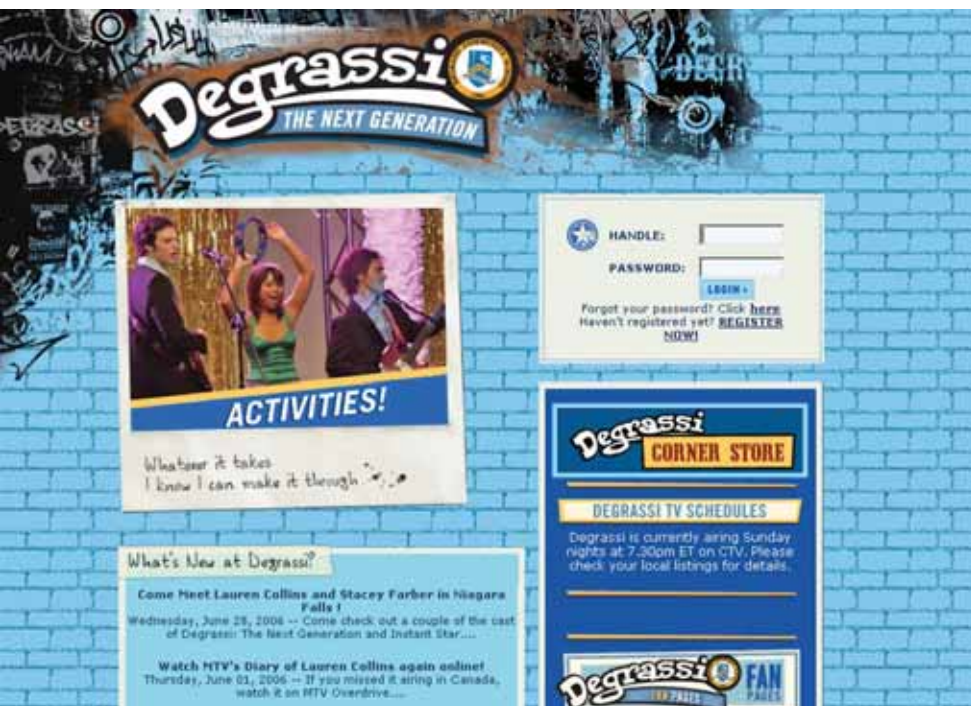 Degrassi
THE NEXT GENERATION
DEGRASSI
DEGR
ACTIVITIES!
Whatever it takes
I know I can make it through
HANDLE:
PASSWORD:
LOGIN
Forgot your password? Click here
Haven't registered yet? REGISTER
NOW!
Degrassi
CORNER STORE
DEGRASSI TV SCHEDULES
Degrassi is currently airing Sunday
nights at 7.30pm ET on CTV. Please
check your local listings for details.
Degrassi
FAN PAGES
FAN
PAGES
What's New at Degrassi?
Come Meet Lauren Collins and Stacey Farber in Niagara
Falls !
Wednesday, June 28, 2006 -- Come check out a couple of the cast
of Degrassi: The Next Generation and Instant Star....
Watch MTV's Diary of Lauren Collins again online!
Thursday, June 01, 2006 -- If you missed it airing in Canada,
watch it on MTV Overdrive....